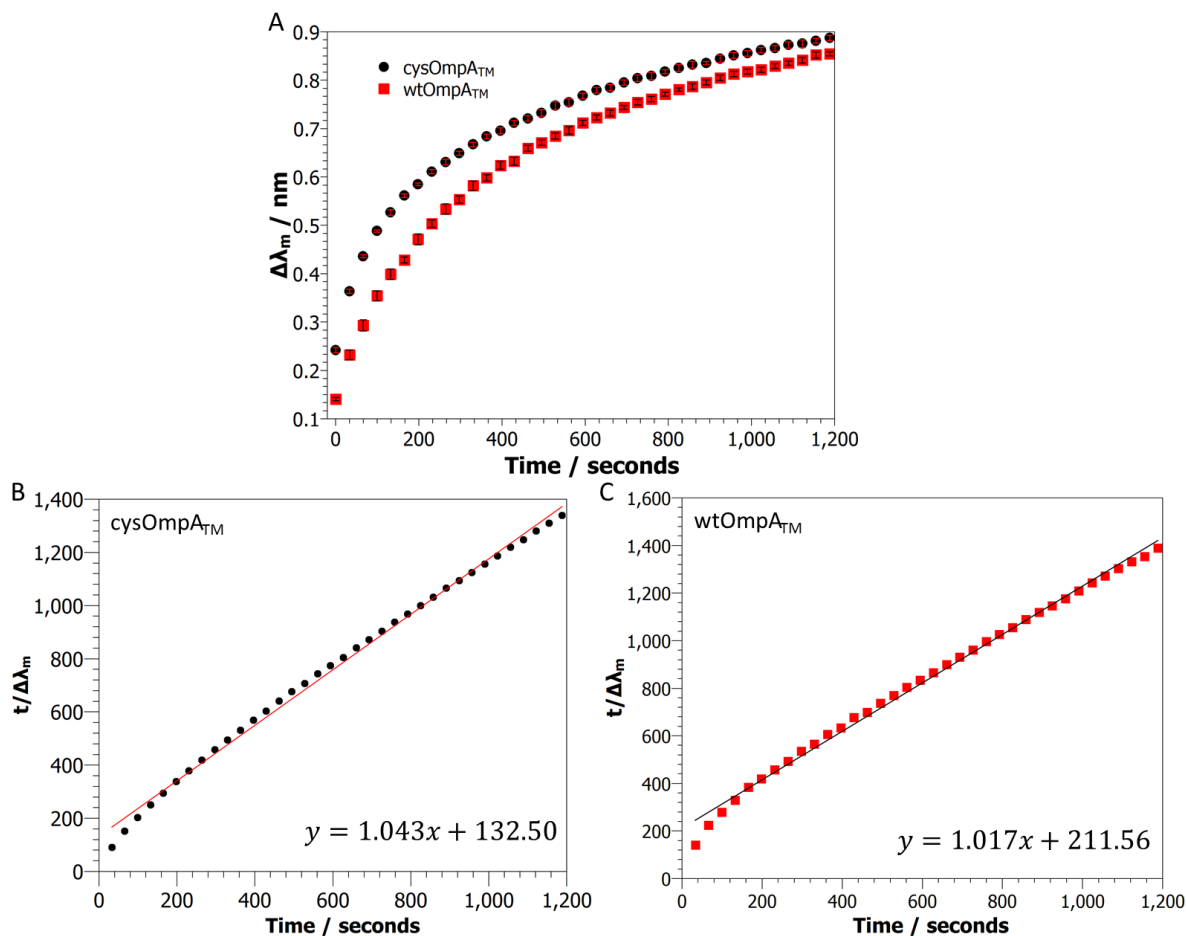 A
0.9
0.8
0.7
0.6
0.5
0.4
0.3
0.2
0.1
Δλm / nm
cysOmpATM
wtOmpATM
0 200 400 600 800 1,000 1,200
Time / seconds
B
1,400
1,200
1,000
800
600
400
200
0
t/Δλm
cysOmpATM
y = 1.043x + 132.50
0 200 400 600 800 1,000 1,200
Time / seconds
C
1,600
1,400
1,200
1,000
800
600
400
200
0
t/Δλm
wtOmpATM
y = 1.017x + 211.56
0 200 400 600 800 1,000 1,200
Time / seconds